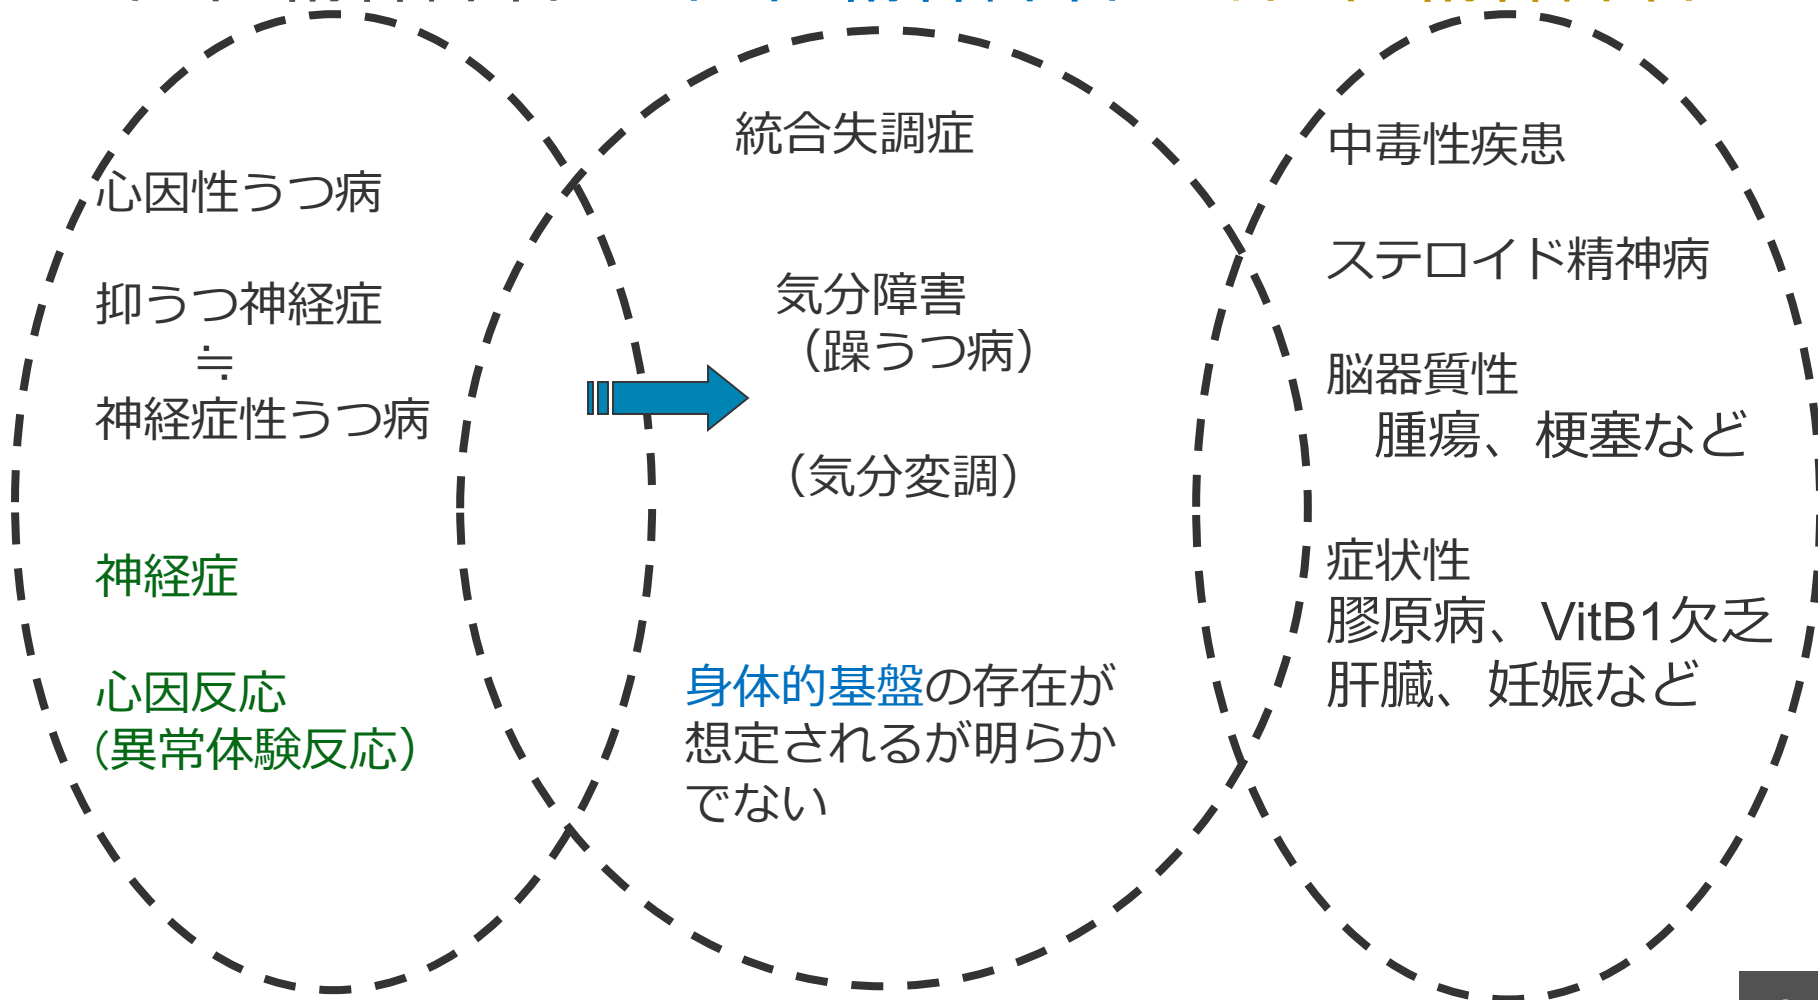 心因性うつ病
抑うつ神経症
≒
神経症性うつ病
神経症
心因反応
(異常体験反応）
統合失調症
気分障害
（躁うつ病）
（気分変調）
身体的基盤の存在が
想定されるが明らか
でない
中毒性疾患
ステロイド精神病
脳器質性
腫瘍、梗塞など
症状性
膠原病、VitB1欠乏
肝臓、妊娠など